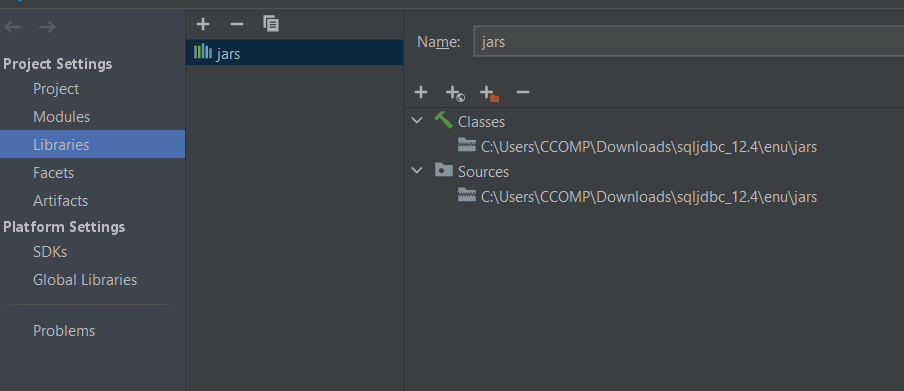 Project Settings
Project
Modules
Libraries
Facets
Artifacts
Platform Settings
SDKs
Global Libraries
Problems
jars
Name: jars
Classes
C:\Users\CCOMP\Downloads\sqljdbc_12.4\enu\jars
Sources
C:\Users\CCOMP\Downloads\sqljdbc_12.4\enu\jars